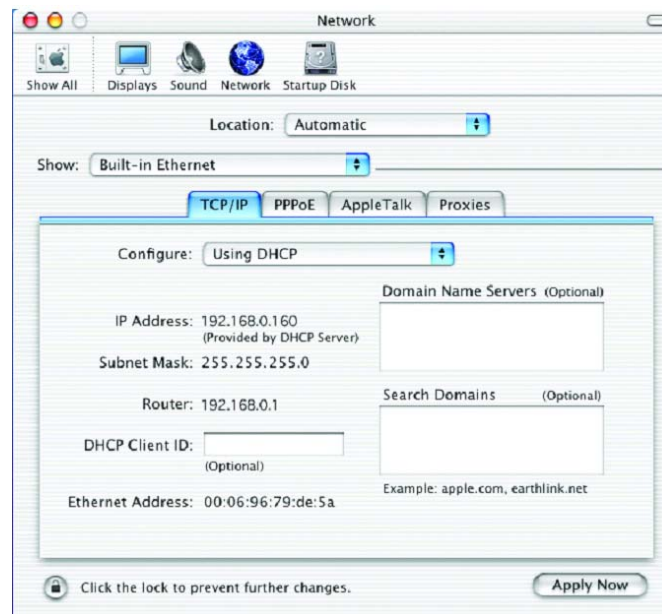 Network
Show All Displays Sound Network Startup Disk
Location: Automatic
Show: Built-in Ethernet
TCP/IP PPPoE AppleTalk Proxies
Configure: Using DHCP
Domain Name Servers (Optional)
IP Address: 192.168.0.160
(Provided by DHCP Server)
Subnet Mask: 255.255.255.0
Router: 192.168.0.1
Search Domains (Optional)
DHCP Client ID:
(Optional)
Example: apple.com, earthlink.net
Ethernet Address: 00:06:96:79:de:5a
Click the lock to prevent further changes.
Apply Now